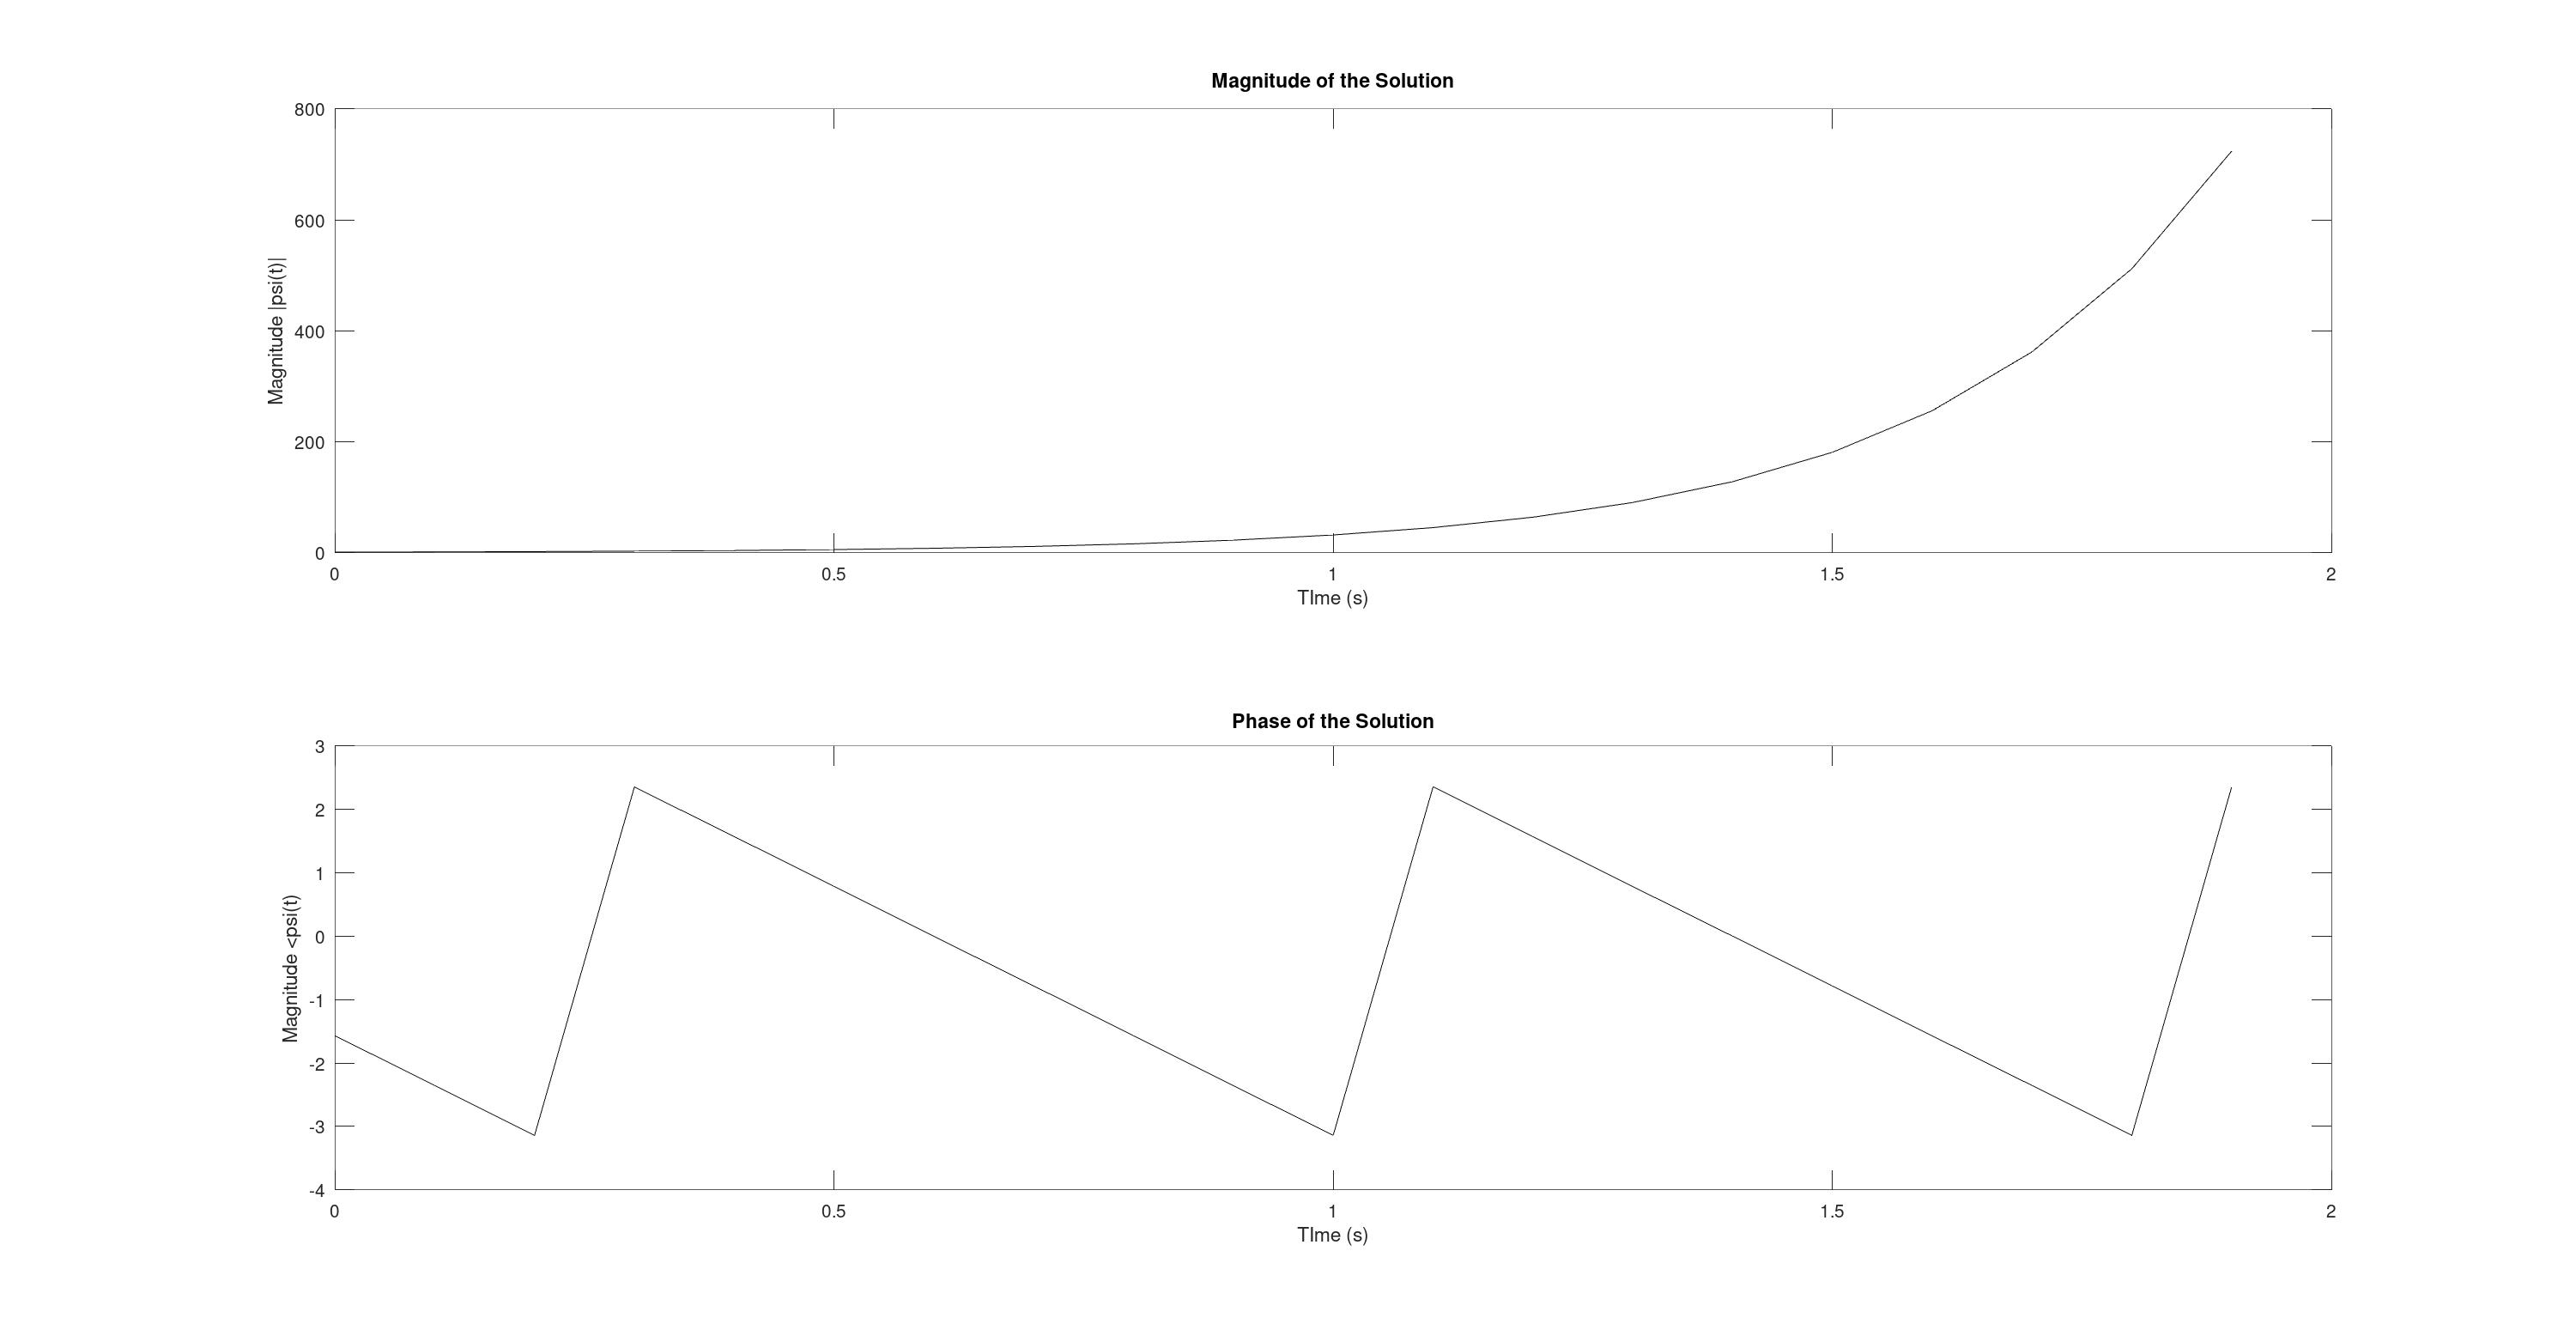 Magnitude of the Solution
800
600
400
200
0
Magnitude |psi(t)|
0 0.5 1 1.5 2
TIme (s)
Phase of the Solution
3
2
1
0
-1
-2
-3
-4
Magnitude <psi(t)
0 0.5 1 1.5 2
TIme (s)